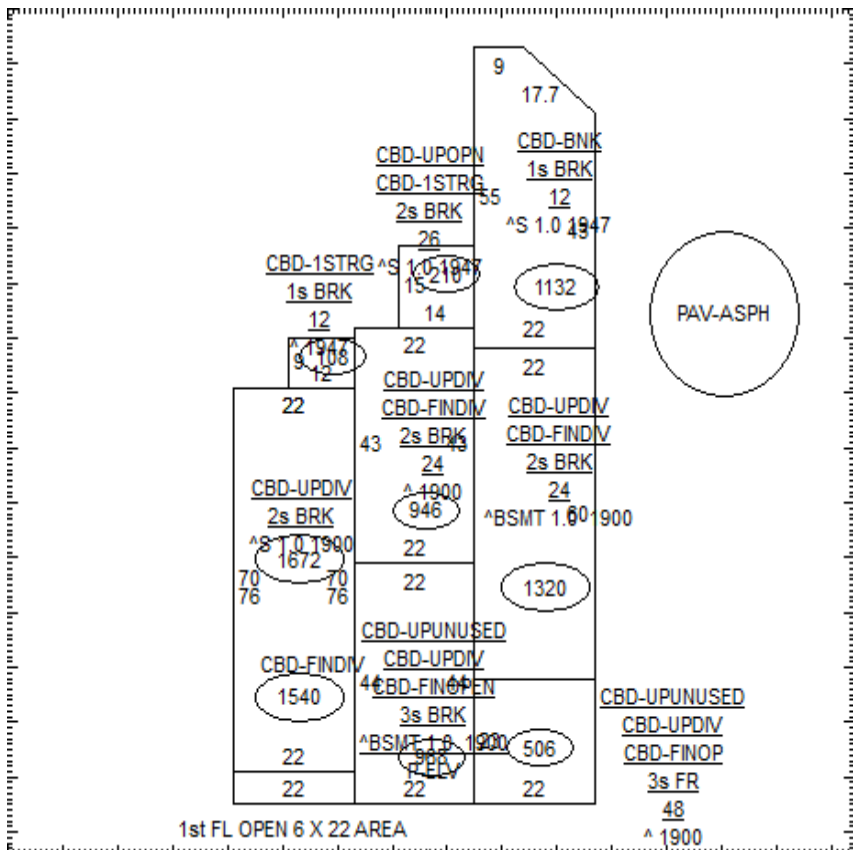 9
17.7
CBD-BNK
1s BRK
12
^S 1.0 1947
43
55
1132
22
CBD-UPOPN
CBD-1STRG
2s BRK
26
^S 1.0 1947
15
210
14
CBD-1STRG
1s BRK
12
^ 1947
9
108
12
PAV-ASPH
22
CBD-UPDIV
CBD-FINDIV
2s BRK
43
43
24
^ 1900
946
22
22
CBD-UPDIV
CBD-FINDIV
2s BRK
24
^BSMT 1.0 1900
60
1320
22
CBD-UPDIV
2s BRK
^S 1.0 1900
1672
70
70
76
76
CBD-FINDIV
1540
22
22
22
CBD-UPUNUSED
CBD-UPDIV
CBD-FINOPEN
44
44
3s BRK
^BSMT 1.0 1900
968
P ELV
22
23
506
22
CBD-UPUNUSED
CBD-UPDIV
CBD-FINOP
3s FR
48
^ 1900
1st FL OPEN 6 X 22 AREA